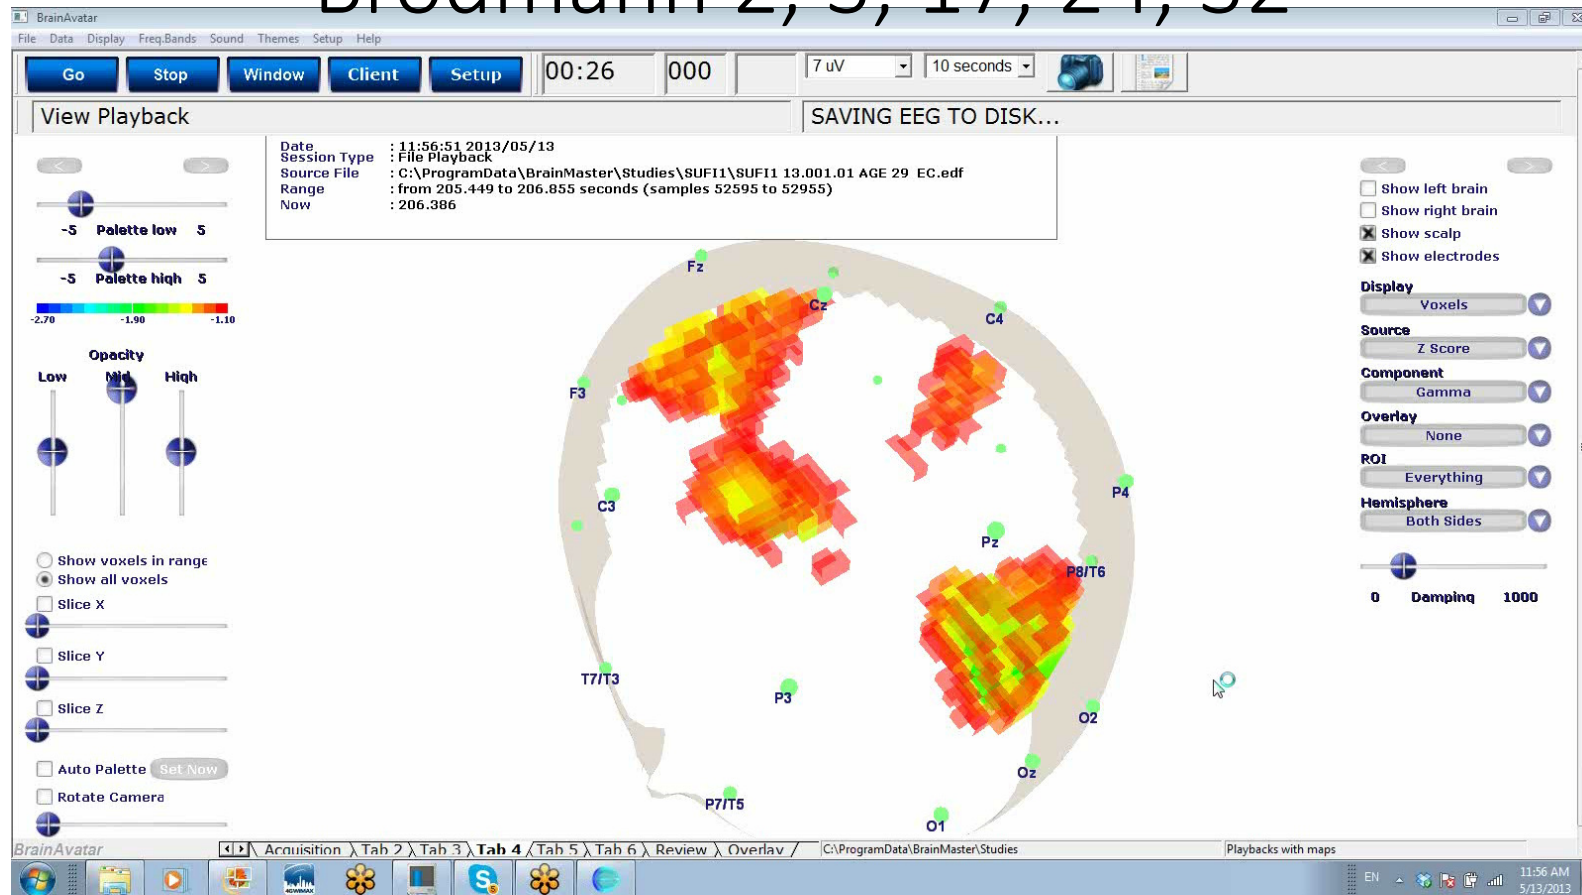 Brodmann 2, 3, 17, 24, 32
BrainAvatar
File Data Display Freq.Bands Sound Themes Setup Help
Go Stop Window Client Setup 00:26 000 7 uV 10 seconds
View Playback SAVING EEG TO DISK...
Date : 11:56:51 2013/05/13
Session Type : File Playback
Source File : C:\ProgramData\BrainMaster\Studies\SUFI1\SUFI1 13.001.01 AGE 29 EC.edf
Range : from 205.449 to 206.855 seconds (samples 52595 to 52955)
Now : 206.386
< >
-5 Palette low 5
-5 Palette high 5
-2.70 -1.90 -1.10
Opacity
Low Mid High
Show voxels in range
Show all voxels
Slice X
Slice Y
Slice Z
Auto Palette Set Now
Rotate Camera
Fz
Cz
C4
F3
C3
P4
Pz
P8/T6
T7/T3
P3
O2
Oz
P7/T5
O1
< >
Show left brain
Show right brain
Show scalp
Show electrodes
Display
Voxels
Source
Z Score
Component
Gamma
Overlay
None
ROI
Everything
Hemisphere
Both Sides
0 Damping 1000
BrainAvatar Acquisition Tab 2 Tab 3 Tab 4 Tab 5 Tab 6 Review Overlay C:\ProgramData\BrainMaster\Studies Playbacks with maps
4GWIMAX S EN 11:56 AM
5/13/2013